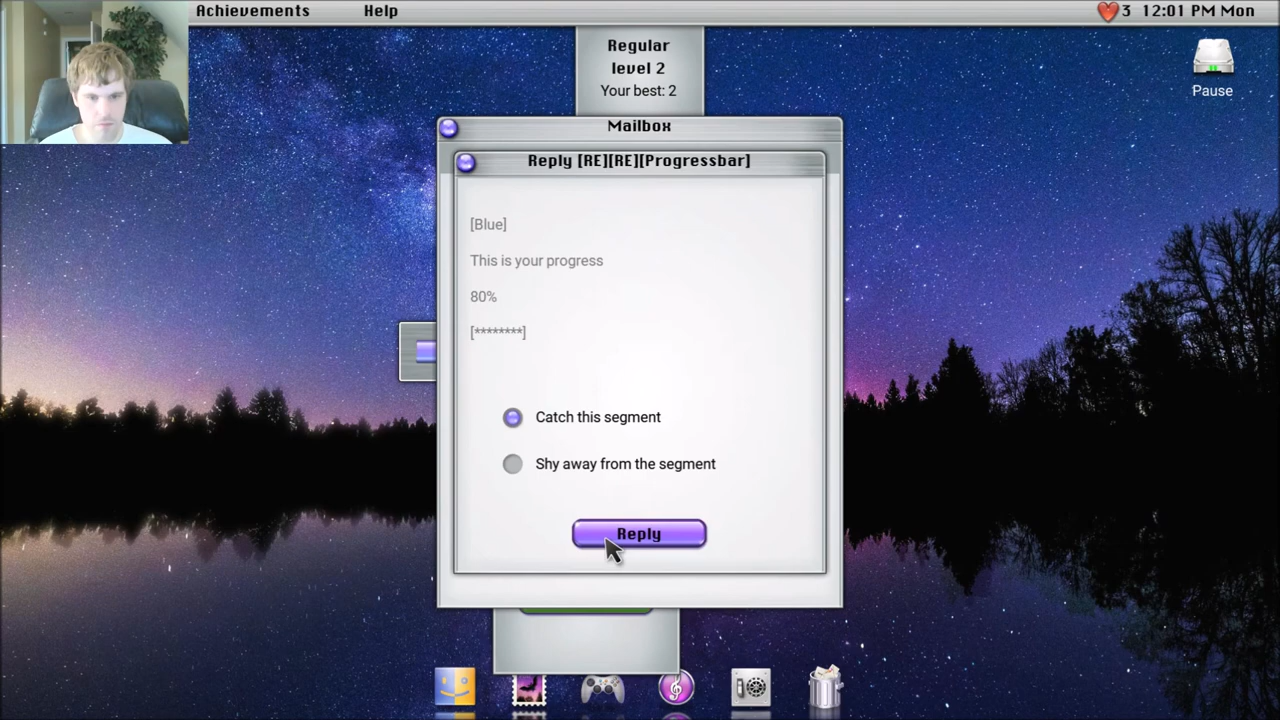 Achievements Help 3 12:01 PM Mon
Regular
level 2
Your best: 2
Pause
Mailbox
Reply [RE][RE][Progressbar]
[Blue]
This is your progress
80%
[********]
Catch this segment
Shy away from the segment
Reply